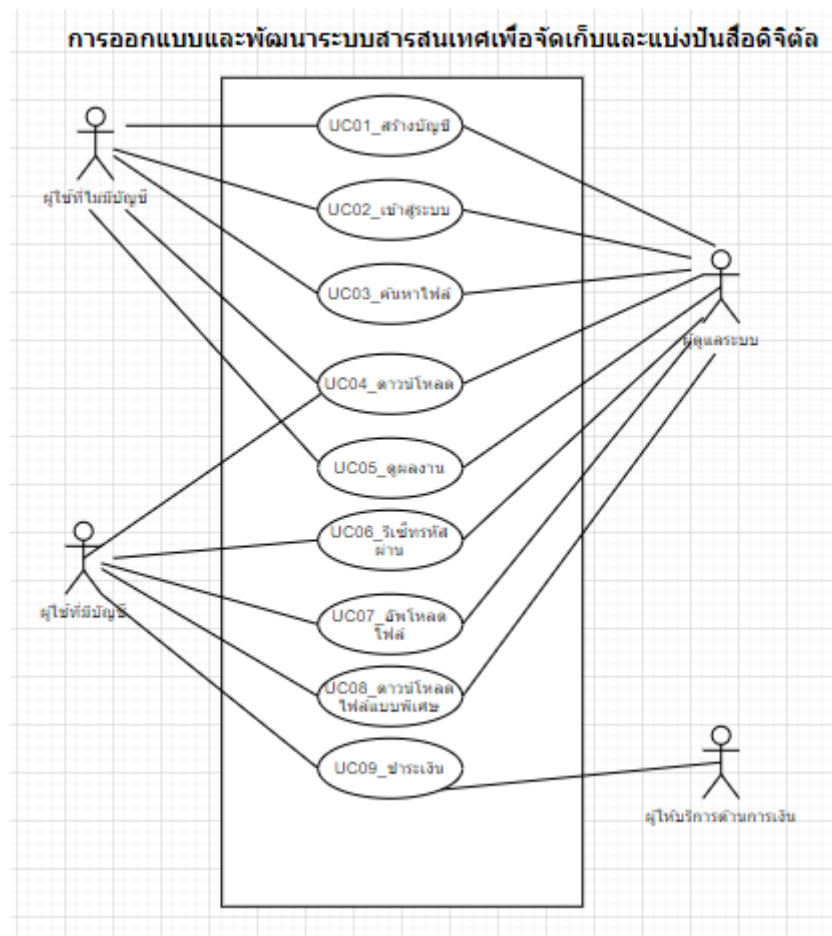 การออกแบบและพัฒนาระบบสารสนเทศเพื่อจัดเก็บและแบ่งปันสื่อดิจิตัล
UC01_สร้างบัญชี
ผู้ใช้ที่ไม่มีบัญชี
UC02_เข้าสู่ระบบ
UC03_ค้นหาไฟล์
ผู้ดูแลระบบ
UC04_ดาวน์โหลด
UC05_ดูผลงาน
UC06_รีเซ็ทรหัส
ผ่าน
ผู้ใช้ที่มีบัญชี
UC07_อัพโหลด
ไฟล์
UC08_ดาวน์โหลด
ไฟล์แบบพิเศษ
UC09_ชำระเงิน
ผู้ให้บริการด้านการเงิน